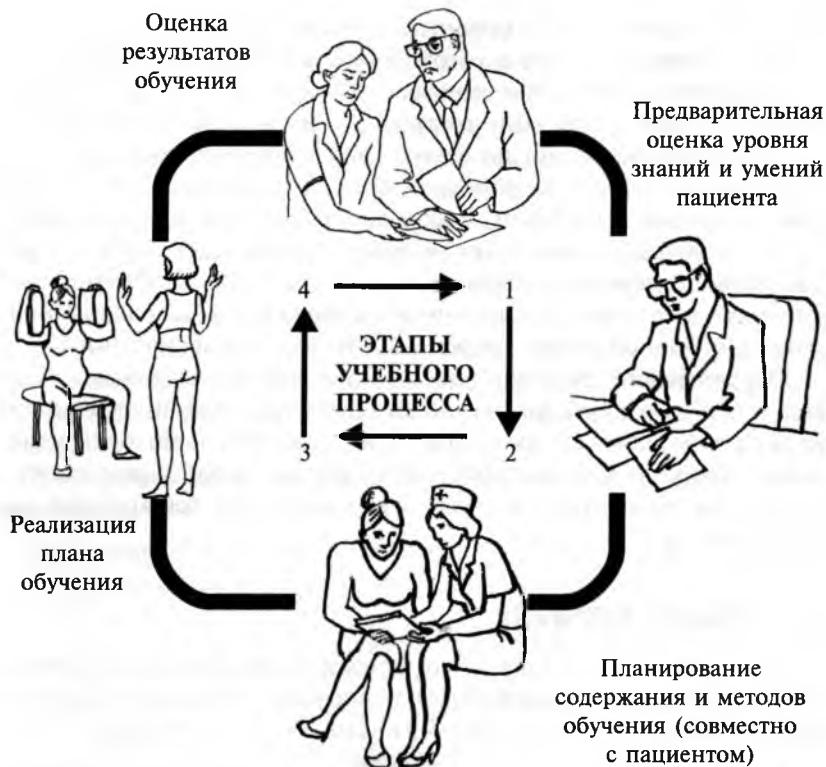 Оценка
результатов
обучения
Предварительная
оценка уровня
знаний и умений
пациента
4
1
ЭТАПЫ
УЧЕБНОГО
ПРОЦЕССА
3
2
Реализация
плана
обучения
Планирование
содержания и методов
обучения (совместно
с пациентом)